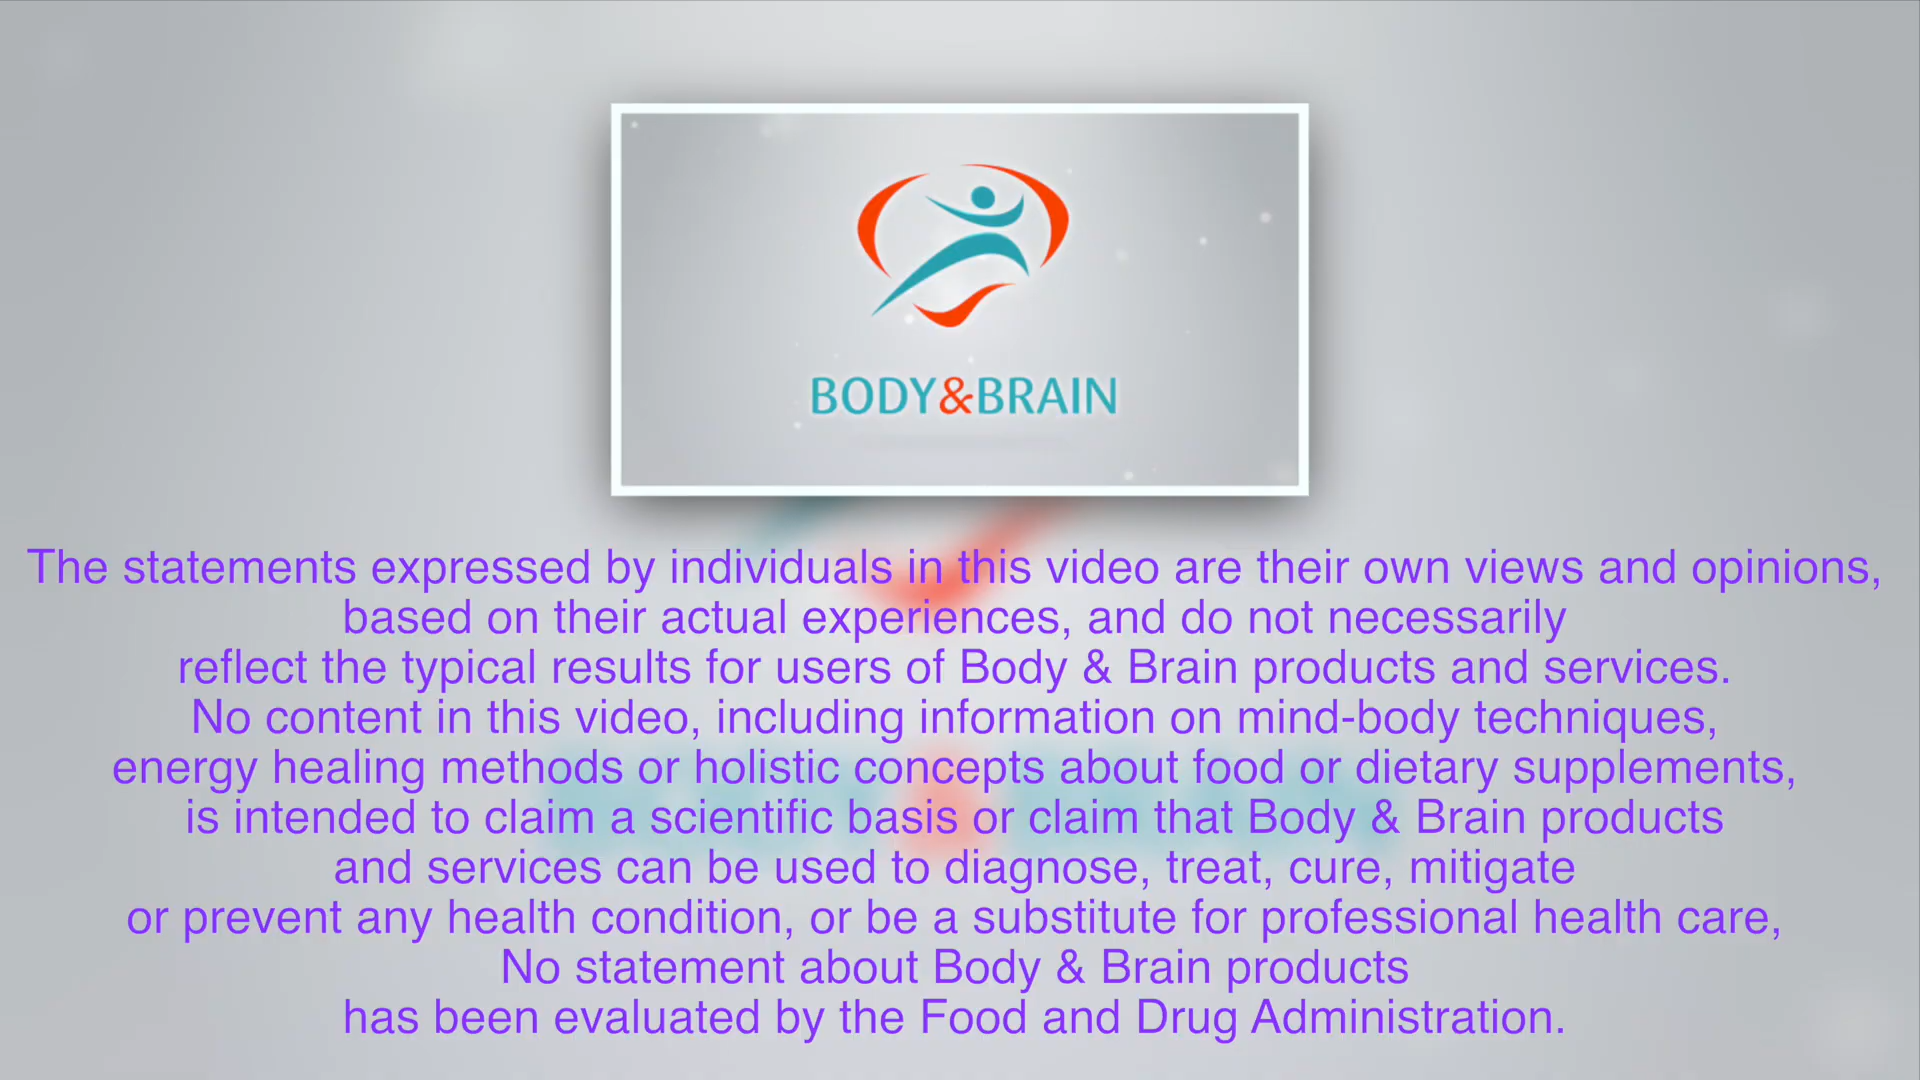 BODY&BRAIN
The statements expressed by individuals in this video are their own views and opinions,
based on their actual experiences, and do not necessarily
reflect the typical results for users of Body & Brain products and services.
No content in this video, including information on mind-body techniques,
energy healing methods or holistic concepts about food or dietary supplements,
is intended to claim a scientific basis or claim that Body & Brain products
and services can be used to diagnose, treat, cure, mitigate
or prevent any health condition, or be a substitute for professional health care,
No statement about Body & Brain products
has been evaluated by the Food and Drug Administration.